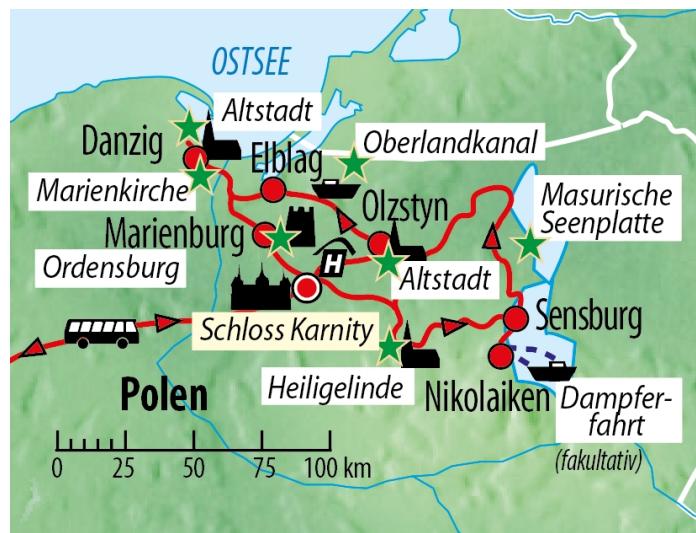 OSTSEE
Altstadt
Danzig
Elblag
Oberlandkanal
Marienkirche
Olzstyn
Masurische
Seenplatte
Marienburg
Ordensburg
H
Altstadt
Schloss Karnity
Sensburg
Heiligelinde
Nikolaiken
Dampfer-
fahrt
(fakultativ)
Polen
0 25 50 75 100 km